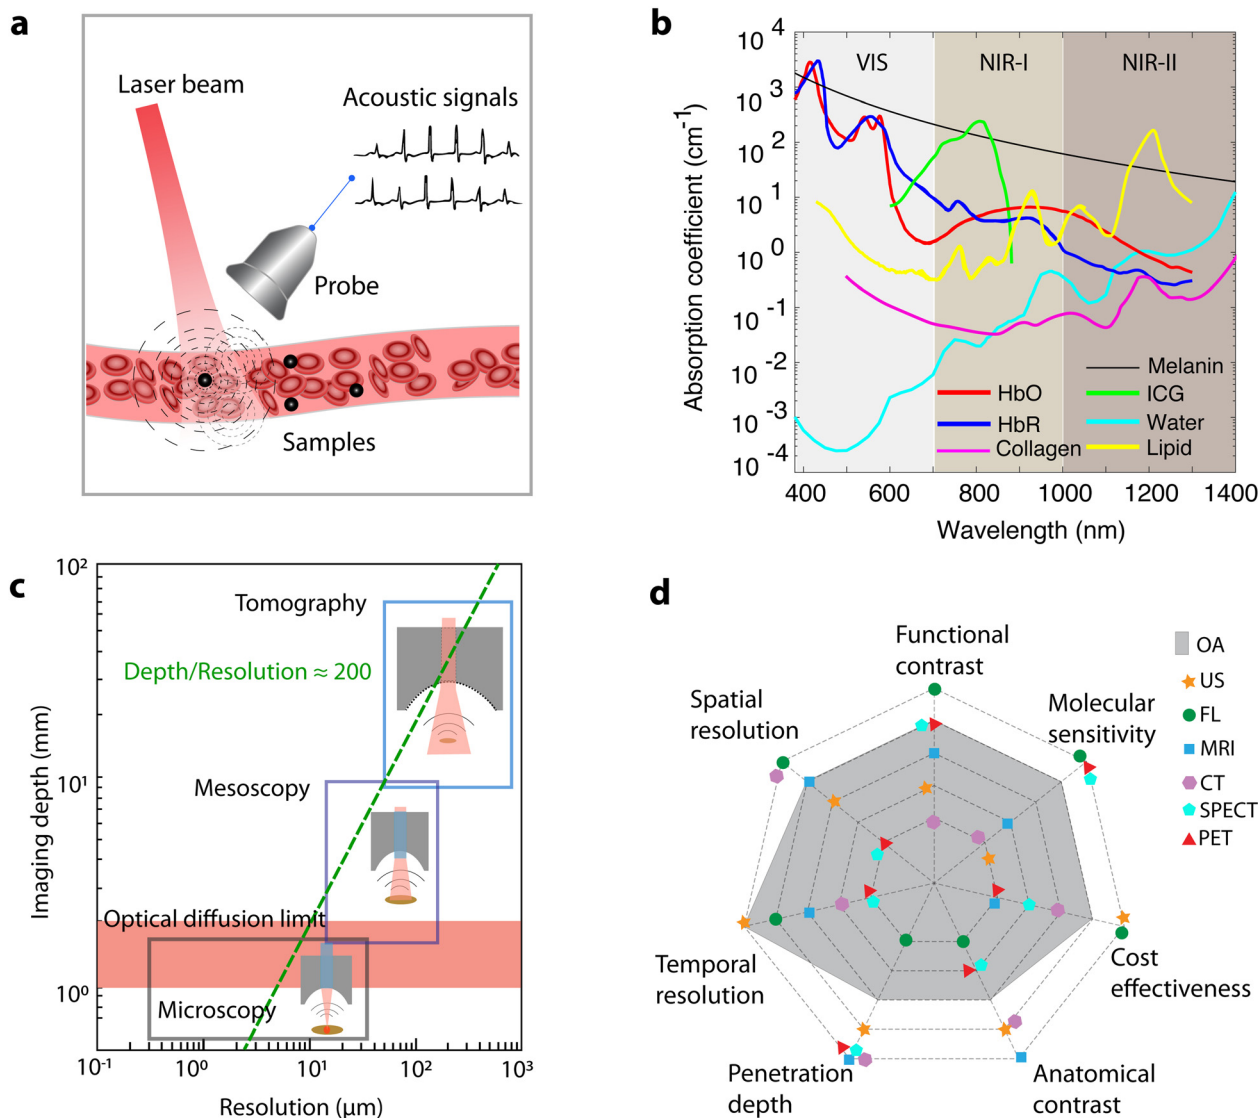 a
Laser beam
Acoustic signals
Probe
Samples
b
Absorption coefficient (cm⁻¹)
10 4
10 3
10 2
10 1
10 0
10 -1
10 -2
10 -3
10 -4
VIS
NIR-I
NIR-II
HbO
HbR
Collagen
Melanin
ICG
Water
Lipid
400 600 800 1000 1200 1400
Wavelength (nm)
c
Imaging depth (mm)
10²
10¹
10⁰
Tomography
Depth/Resolution ≈ 200
Mesoscopy
Optical diffusion limit
Microscopy
10⁻¹ 10⁰ 10¹ 10² 10³
Resolution (μm)
d
Functional
contrast
Molecular
sensitivity
Cost
effectiveness
Anatomical
contrast
Penetration
depth
Temporal
resolution
Spatial
resolution
OA
US
FL
MRI
CT
SPECT
PET